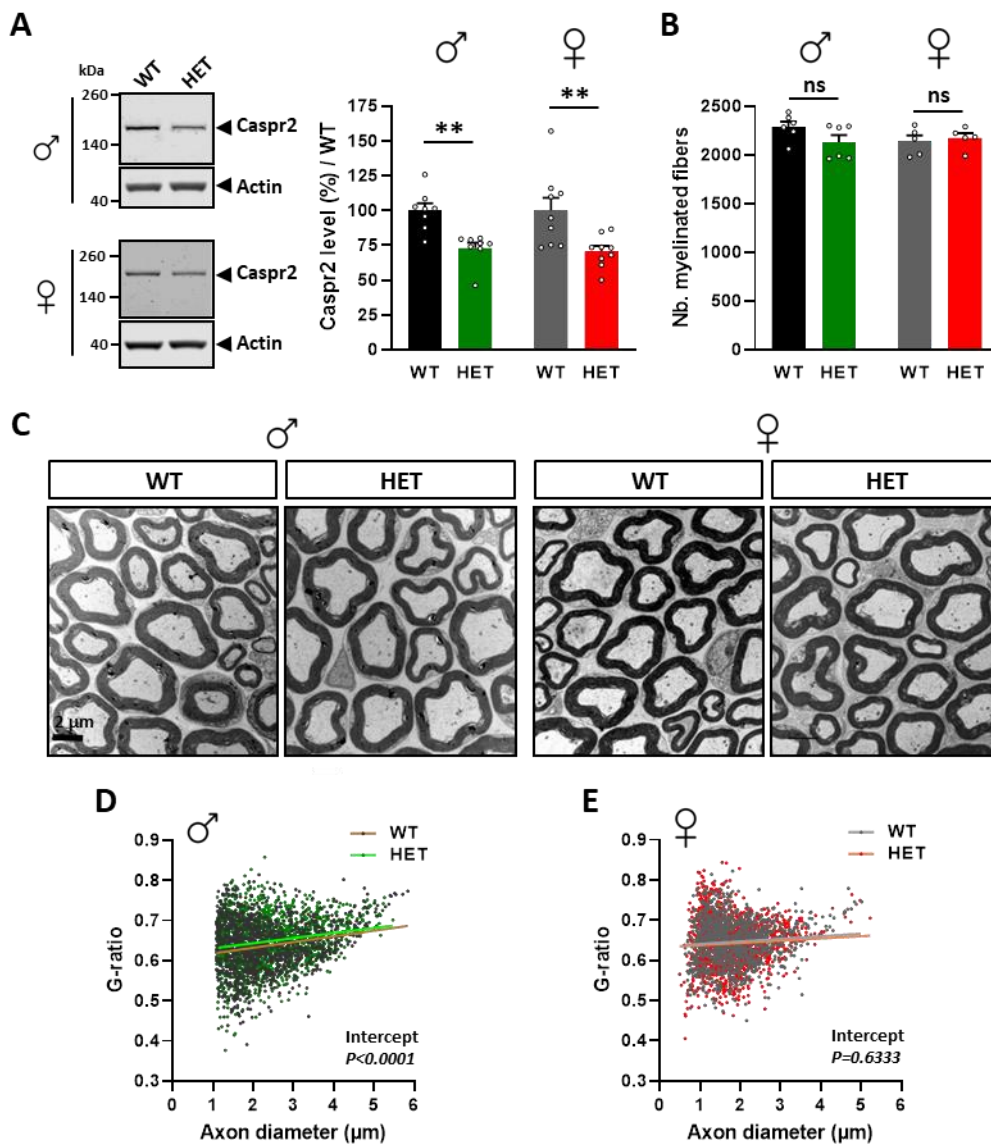 A
kDa
WT HET
260
140
Caspr2
♂
40
Actin
260
140
Caspr2
♀
40
Actin
♂ ♀
Caspr2 level (%) / WT
175
150
125
100
75
50
25
0
** **
WT HET WT HET
B
♂ ♀
Nb. myelinated fibers
2500
2000
1500
1000
500
0
ns ns
WT HET WT HET
C
♂ ♀
WT HET WT HET
2 µm
D
♂
WT
HET
G-ratio
0.9
0.8
0.7
0.6
0.5
0.4
0.3
Intercept
P<0.0001
0 1 2 3 4 5 6
Axon diameter (µm)
E
♀
WT
HET
G-ratio
0.9
0.8
0.7
0.6
0.5
0.4
0.3
Intercept
P=0.6333
0 1 2 3 4 5 6
Axon diameter (µm)